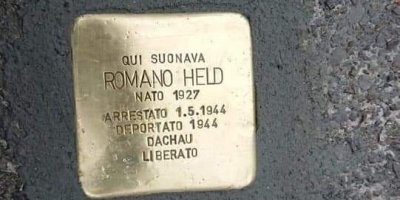 QUI SUONAVA
ROMANO HELD
NATO 1927
ARRESTATO 1.5.1944
DEPORTATO 1944
DACHAU
LIBERATO